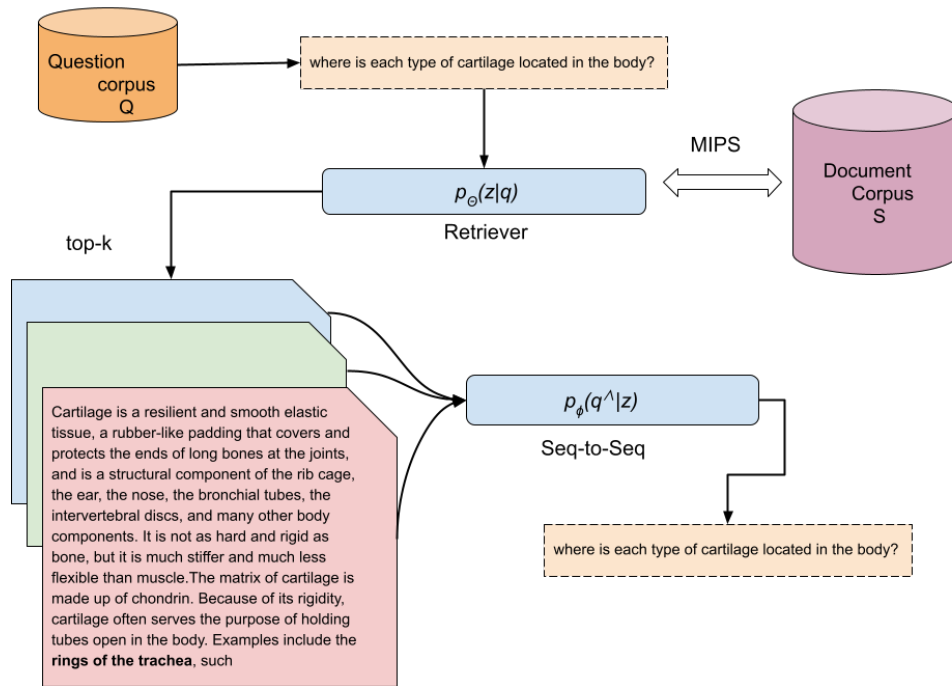 Question
corpus
Q
where is each type of cartilage located in the body?
MIPS
Document
Corpus
S
p_Θ(z|q)
Retriever
top-k
Cartilage is a resilient and smooth elastic
tissue, a rubber-like padding that covers and
protects the ends of long bones at the joints,
and is a structural component of the rib cage,
the ear, the nose, the bronchial tubes, the
intervertebral discs, and many other body
components. It is not as hard and rigid as
bone, but it is much stiffer and much less
flexible than muscle.The matrix of cartilage is
made up of chondrin. Because of its rigidity,
cartilage often serves the purpose of holding
tubes open in the body. Examples include the
rings of the trachea, such
p_ϕ(q^|z)
Seq-to-Seq
where is each type of cartilage located in the body?